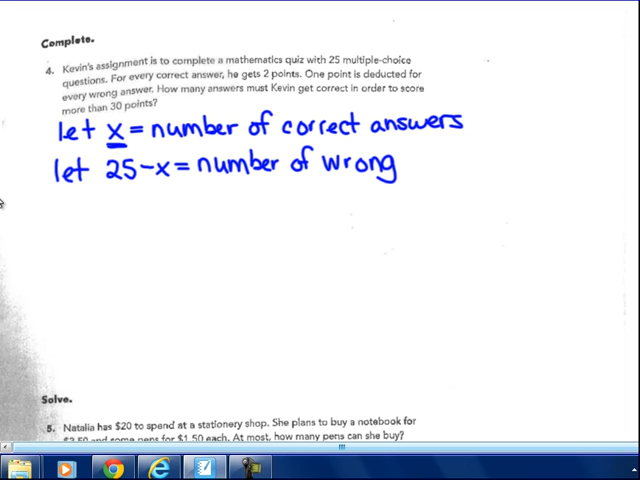 Complete.
4. Kevin's assignment is to complete a mathematics quiz with 25 multiple-choice
questions. For every correct answer, he gets 2 points. One point is deducted for
every wrong answer. How many answers must Kevin get correct in order to score
more than 30 points?
let x = number of correct answers
let 25-x = number of wrong
Solve.
5. Natalia has $20 to spend at a stationery shop. She plans to buy a notebook for
$3.50 and some pens for $1.50 each. At most, how many pens can she buy?